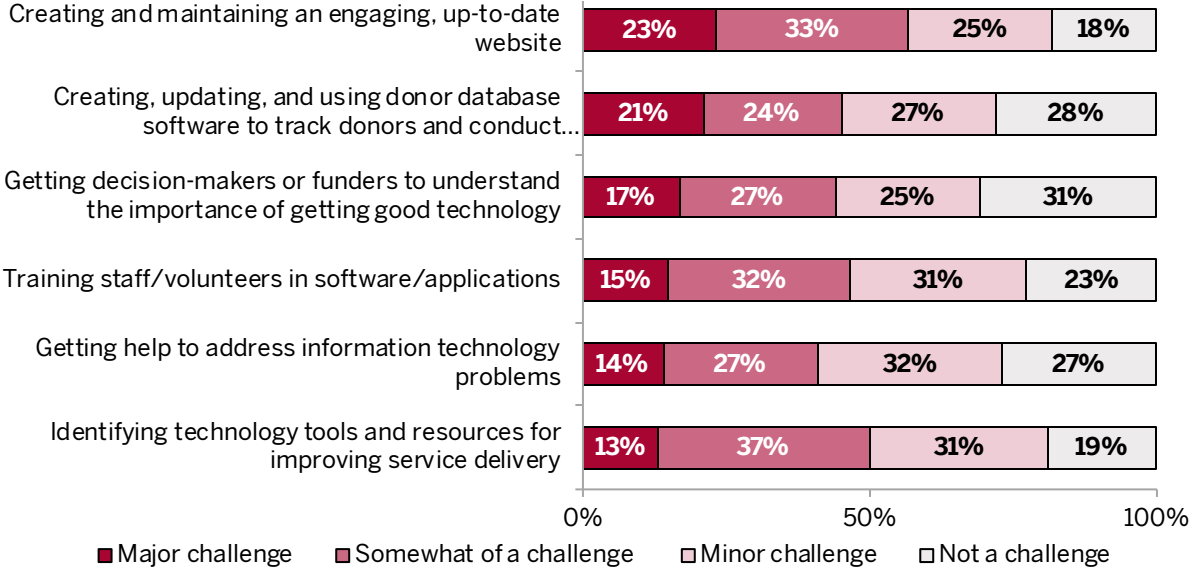 Creating and maintaining an engaging, up-to-date
website
23% 33% 25% 18%
Creating, updating, and using donor database
software to track donors and conduct...
21% 24% 27% 28%
Getting decision-makers or funders to understand
the importance of getting good technology
17% 27% 25% 31%
Training staff/volunteers in software/applications
15% 32% 31% 23%
Getting help to address information technology
problems
14% 27% 32% 27%
Identifying technology tools and resources for
improving service delivery
13% 37% 31% 19%
0% 50% 100%
Major challenge Somewhat of a challenge Minor challenge Not a challenge